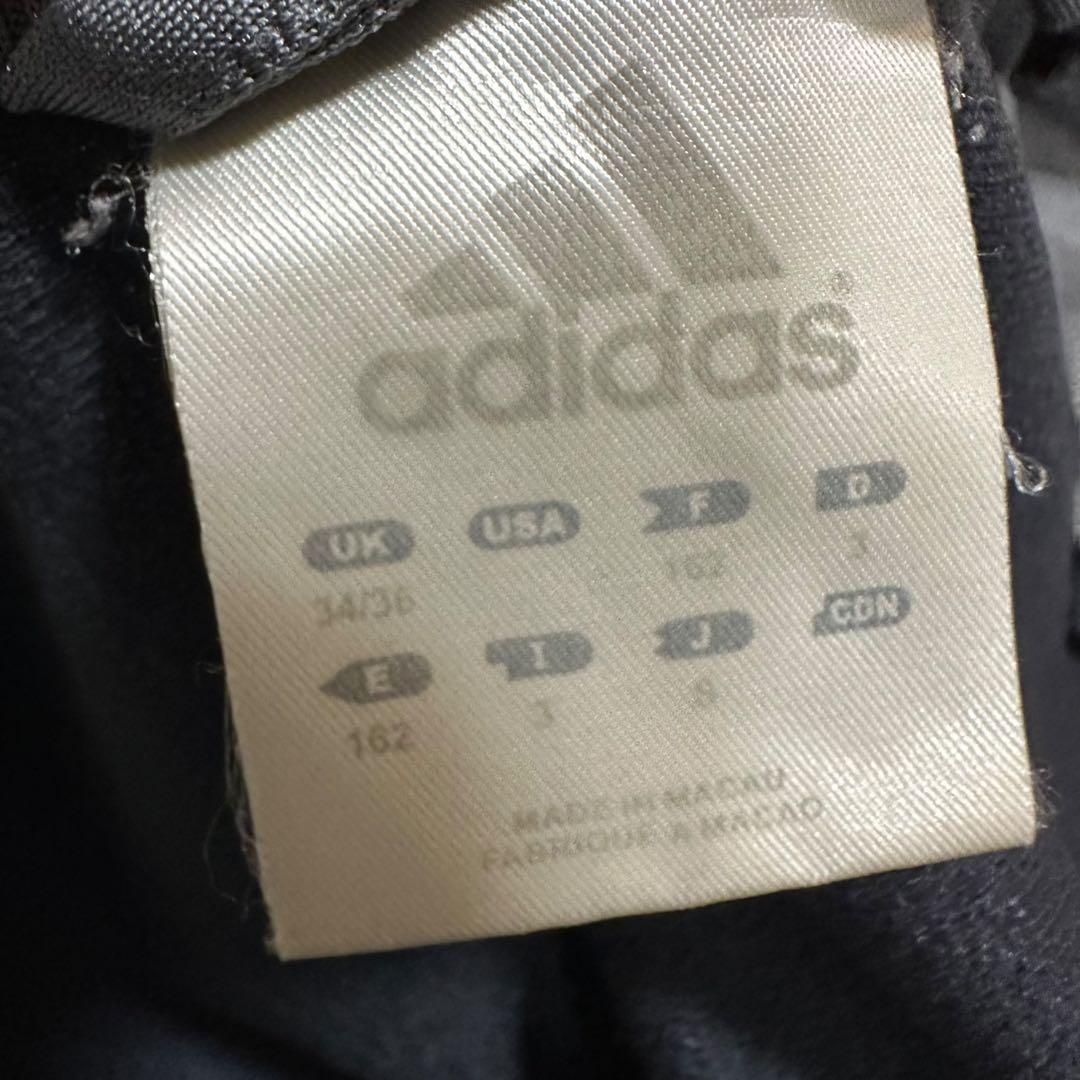 adidas
UK USA F D
34/36 162 3
E I J CDN
162 3
MADE IN MACAU
FABRIQUE A MACAO